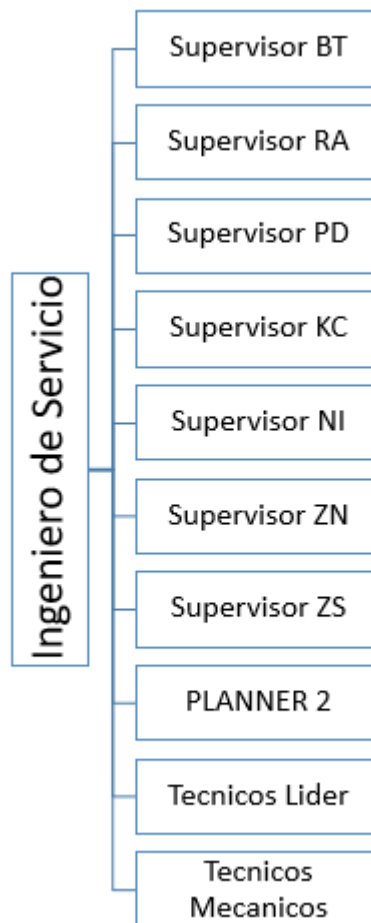 Ingeniero de Servicio
Supervisor BT
Supervisor RA
Supervisor PD
Supervisor KC
Supervisor NI
Supervisor ZN
Supervisor ZS
PLANNER 2
Tecnicos Lider
Tecnicos
Mecanicos